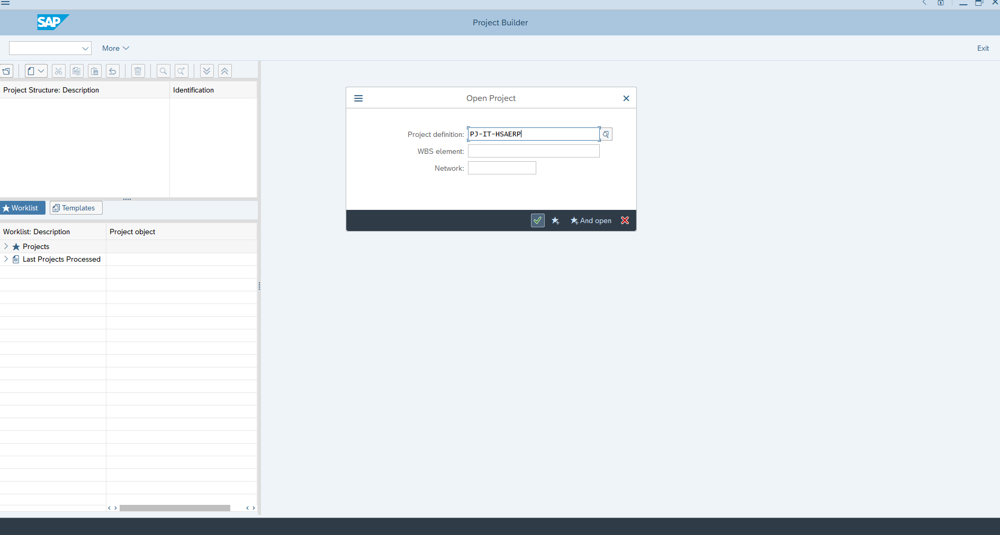 SAP
Project Builder
More
Exit
Project Structure: Description
Identification
Open Project
Project definition:
PJ-IT-HSAERP
WBS element:
Network:
And open
Worklist
Templates
Worklist: Description
Project object
Projects
Last Projects Processed